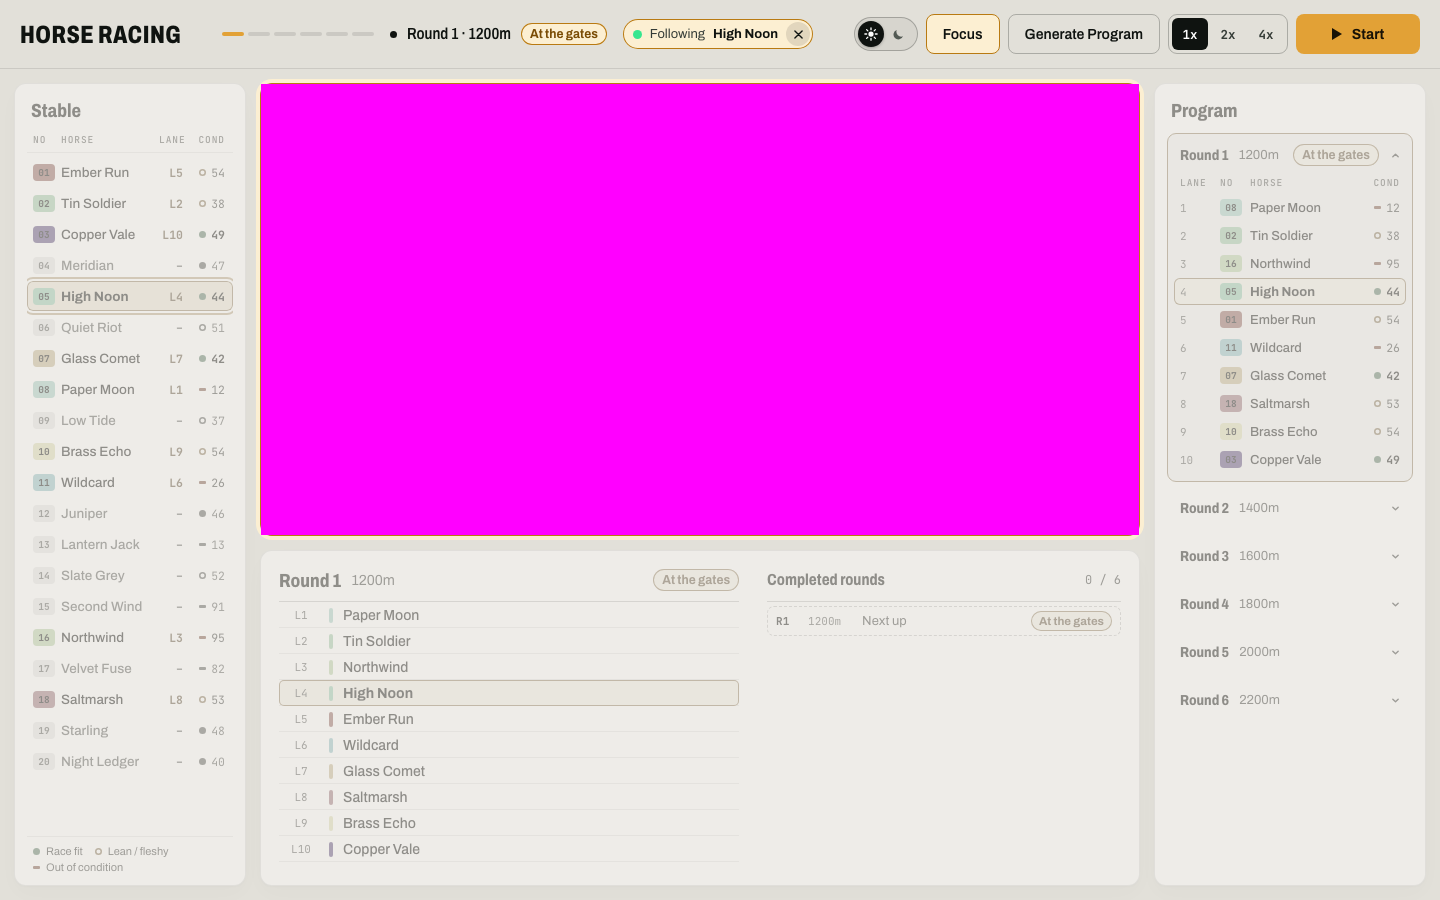 HORSE RACING
Round 1 · 1200m
At the gates
Following High Noon
Focus
Generate Program
1x
2x
4x
Start
Stable
NO HORSE LANE COND
01 Ember Run L5 54
02 Tin Soldier L2 38
03 Copper Vale L10 49
04 Meridian – 47
05 High Noon L4 44
06 Quiet Riot – 51
07 Glass Comet L7 42
08 Paper Moon L1 12
09 Low Tide – 37
10 Brass Echo L9 54
11 Wildcard L6 26
12 Juniper – 46
13 Lantern Jack – 13
14 Slate Grey – 52
15 Second Wind – 91
16 Northwind L3 95
17 Velvet Fuse – 82
18 Saltmarsh L8 53
19 Starling – 48
20 Night Ledger – 40
Race fit Lean / fleshy
Out of condition
Round 1 1200m At the gates
L1 Paper Moon
L2 Tin Soldier
L3 Northwind
L4 High Noon
L5 Ember Run
L6 Wildcard
L7 Glass Comet
L8 Saltmarsh
L9 Brass Echo
L10 Copper Vale
Completed rounds 0 / 6
R1 1200m Next up At the gates
Program
Round 1 1200m At the gates
LANE NO HORSE COND
1 08 Paper Moon 12
2 02 Tin Soldier 38
3 16 Northwind 95
4 05 High Noon 44
5 01 Ember Run 54
6 11 Wildcard 26
7 07 Glass Comet 42
8 18 Saltmarsh 53
9 10 Brass Echo 54
10 03 Copper Vale 49
Round 2 1400m
Round 3 1600m
Round 4 1800m
Round 5 2000m
Round 6 2200m